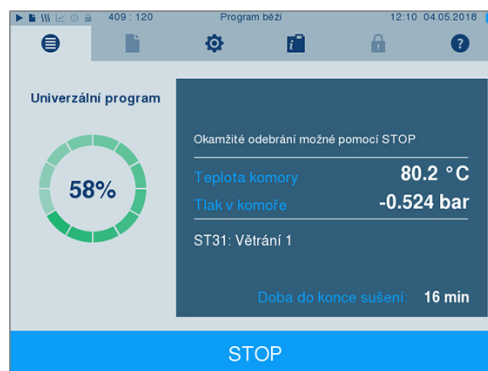 409 : 120 Program běží 12:10 04.05.2018
Univerzální program
58%
Okamžité odebrání možné pomocí STOP
Teplota komory 80.2 °C
Tlak v komoře -0.524 bar
ST31: Větrání 1
Doba do konce sušení: 16 min
STOP